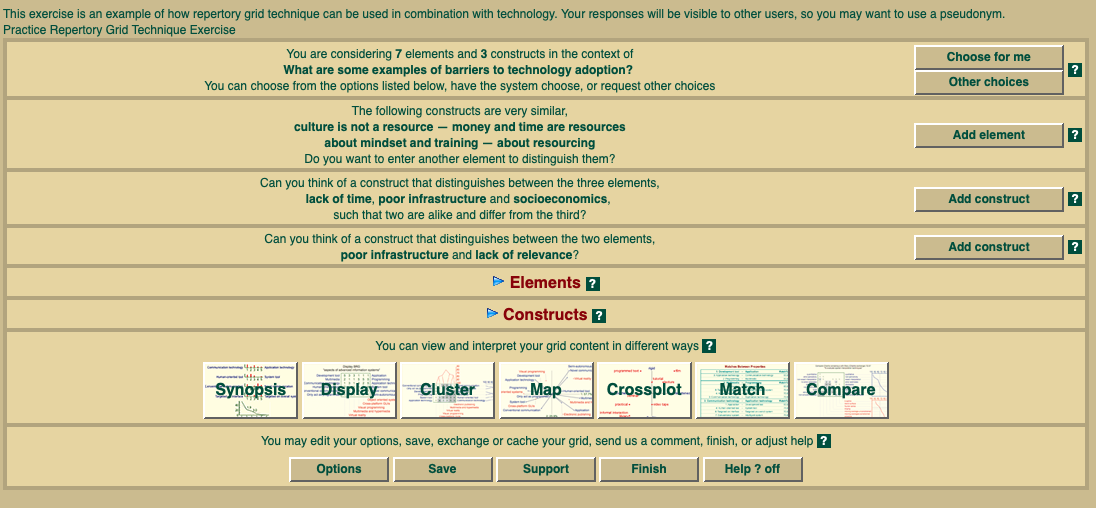 This exercise is an example of how repertory grid technique can be used in combination with technology. Your responses will be visible to other users, so you may want to use a pseudonym.
Practice Repertory Grid Technique Exercise
You are considering 7 elements and 3 constructs in the context of
What are some examples of barriers to technology adoption?
You can choose from the options listed below, have the system choose, or request other choices
Choose for me
Other choices
?
The following constructs are very similar,
culture is not a resource — money and time are resources
about mindset and training — about resourcing
Do you want to enter another element to distinguish them?
Add element
?
Can you think of a construct that distinguishes between the three elements,
lack of time, poor infrastructure and socioeconomics,
such that two are alike and differ from the third?
Add construct
?
Can you think of a construct that distinguishes between the two elements,
poor infrastructure and lack of relevance?
Add construct
?
Elements ?
Constructs ?
You can view and interpret your grid content in different ways ?
Synopsis Display Cluster Map Crossplot Match Compare
You may edit your options, save, exchange or cache your grid, send us a comment, finish, or adjust help ?
Options Save Support Finish Help ? off